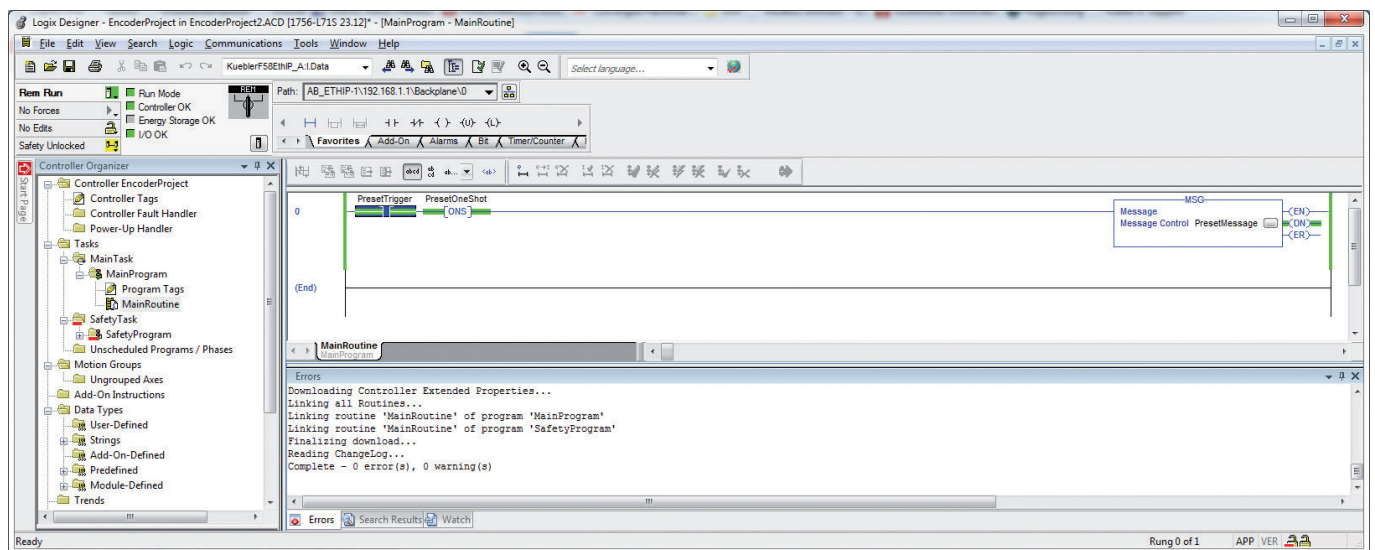 Logix Designer - EncoderProject in EncoderProject2.ACD [1756-L71S 23.12]* - [MainProgram - MainRoutine]
File Edit View Search Logic Communications Tools Window Help
KueblerF58EthIP_A:I.Data
Select language...
Rem Run
No Forces
No Edits
Safety Unlocked
Run Mode
Controller OK
Energy Storage OK
I/O OK
REM
Path: AB_ETHIP-1\192.168.1.1\Backplane\0
Favorites Add-On Alarms Bit Timer/Counter
Start Page
Controller Organizer
Controller EncoderProject
Controller Tags
Controller Fault Handler
Power-Up Handler
Tasks
MainTask
MainProgram
Program Tags
MainRoutine
SafetyTask
SafetyProgram
Unscheduled Programs / Phases
Motion Groups
Ungrouped Axes
Add-On Instructions
Data Types
User-Defined
Strings
Add-On-Defined
Predefined
Module-Defined
Trends
PresetTrigger PresetOneShot
0
ONS
MSG
Message
Message Control PresetMessage ...
EN
DN
ER
(End)
MainRoutine
MainProgram
Errors
Downloading Controller Extended Properties...
Linking all Routines...
Linking routine 'MainRoutine' of program 'MainProgram'
Linking routine 'MainRoutine' of program 'SafetyProgram'
Finalizing download...
Reading ChangeLog...
Complete - 0 error(s), 0 warning(s)
Errors Search Results Watch
Ready
Rung 0 of 1 APP VER